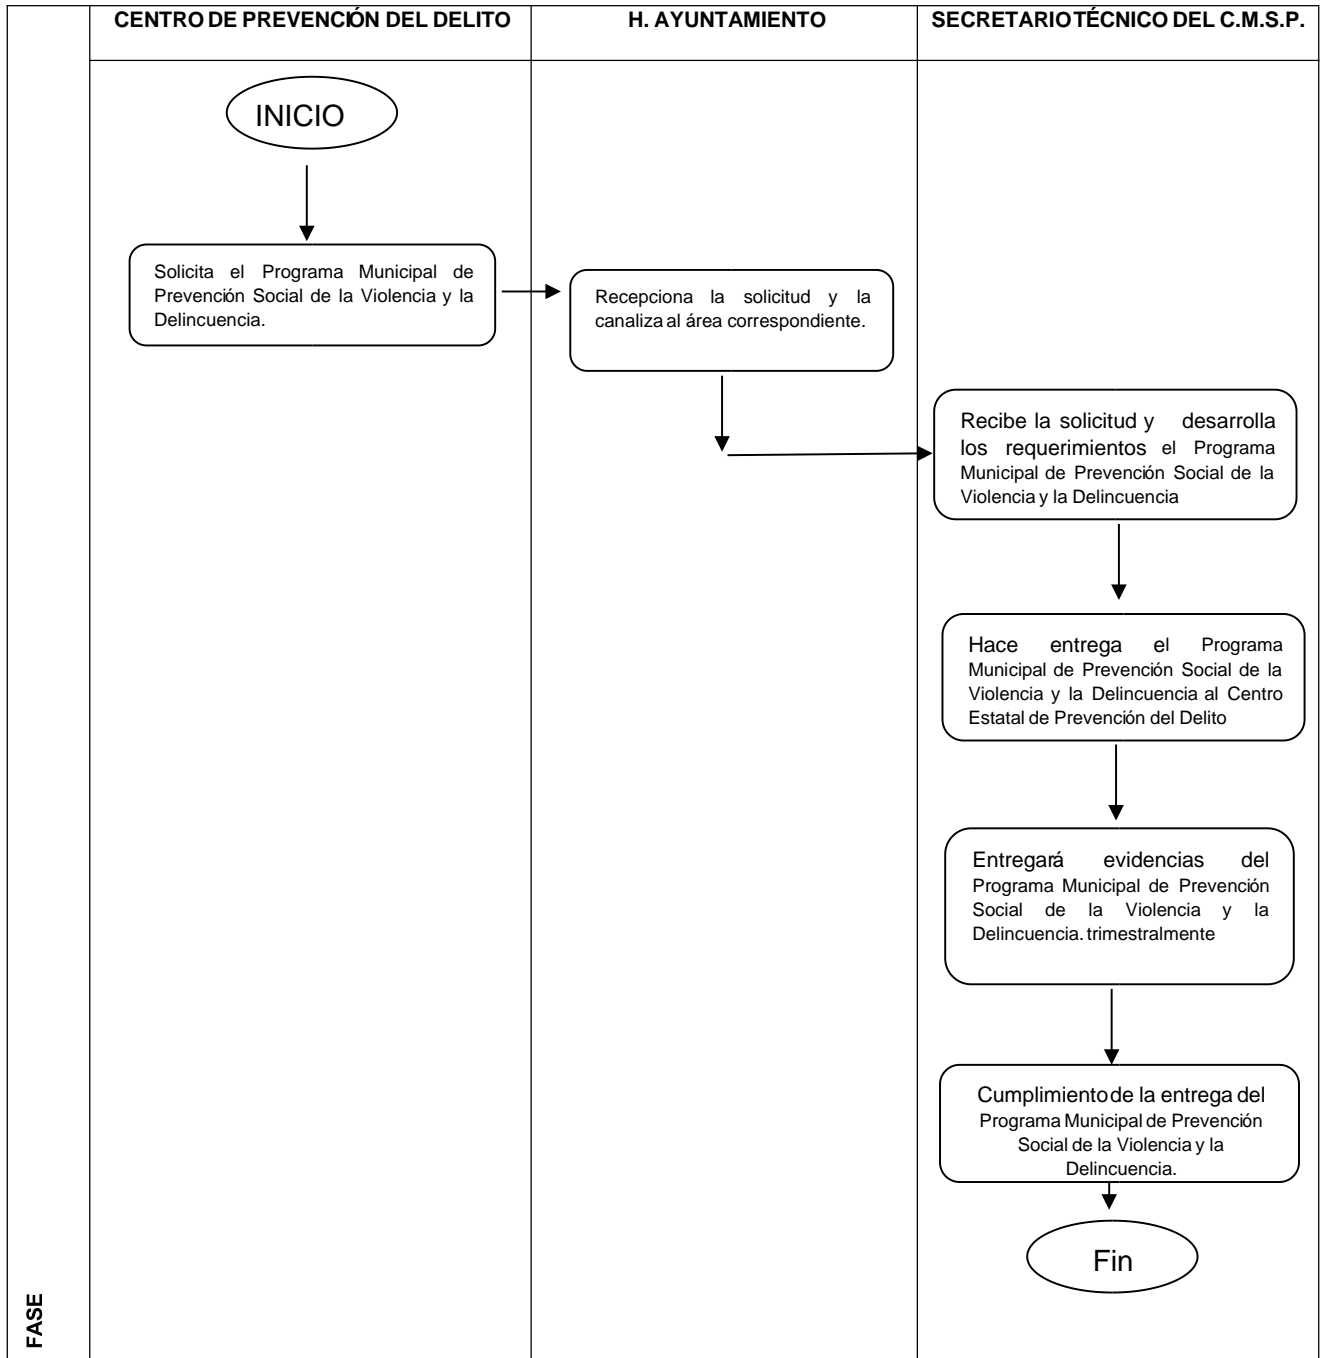 CENTRO DE PREVENCIÓN DEL DELITO
H. AYUNTAMIENTO
SECRETARIO TÉCNICO DEL C.M.S.P.
INICIO
Solicita el Programa Municipal de
Prevención Social de la Violencia y la
Delincuencia.
Recepciona la solicitud y la
canaliza al área correspondiente.
Recibe la solicitud y desarrolla
los requerimientos el Programa
Municipal de Prevención Social de la
Violencia y la Delincuencia
Hace entrega el Programa
Municipal de Prevención Social de la
Violencia y la Delincuencia al Centro
Estatal de Prevención del Delito
Entregará evidencias del
Programa Municipal de Prevención
Social de la Violencia y la
Delincuencia. trimestralmente
Cumplimiento de la entrega del
Programa Municipal de Prevención
Social de la Violencia y la
Delincuencia.
Fin
FASE